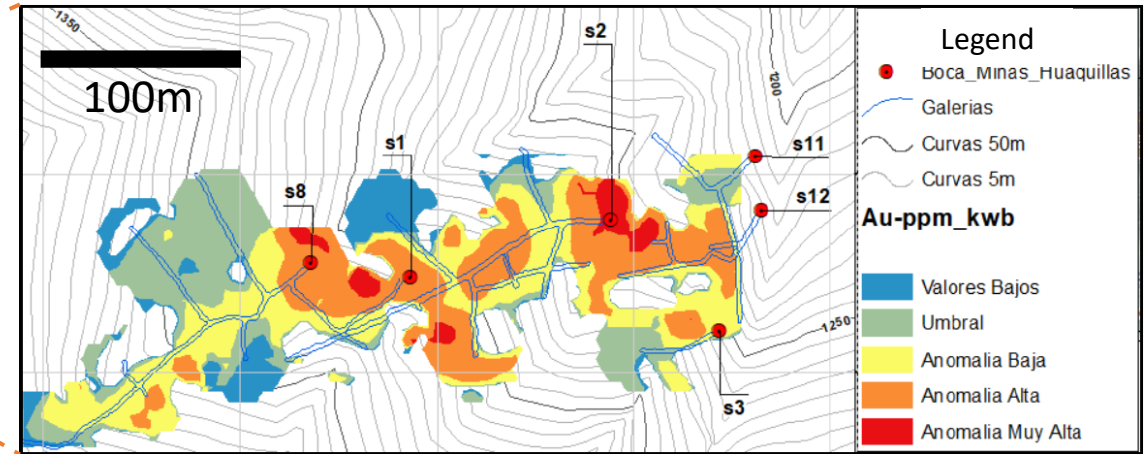 1350
100m
s2
s1
s8
1200
s11
s12
1250
s3
Legend
Boca_Minas_Huaquillas
Galerias
Curvas 50m
Curvas 5m
Au-ppm_kwb
Valores Bajos
Umbral
Anomalia Baja
Anomalia Alta
Anomalia Muy Alta